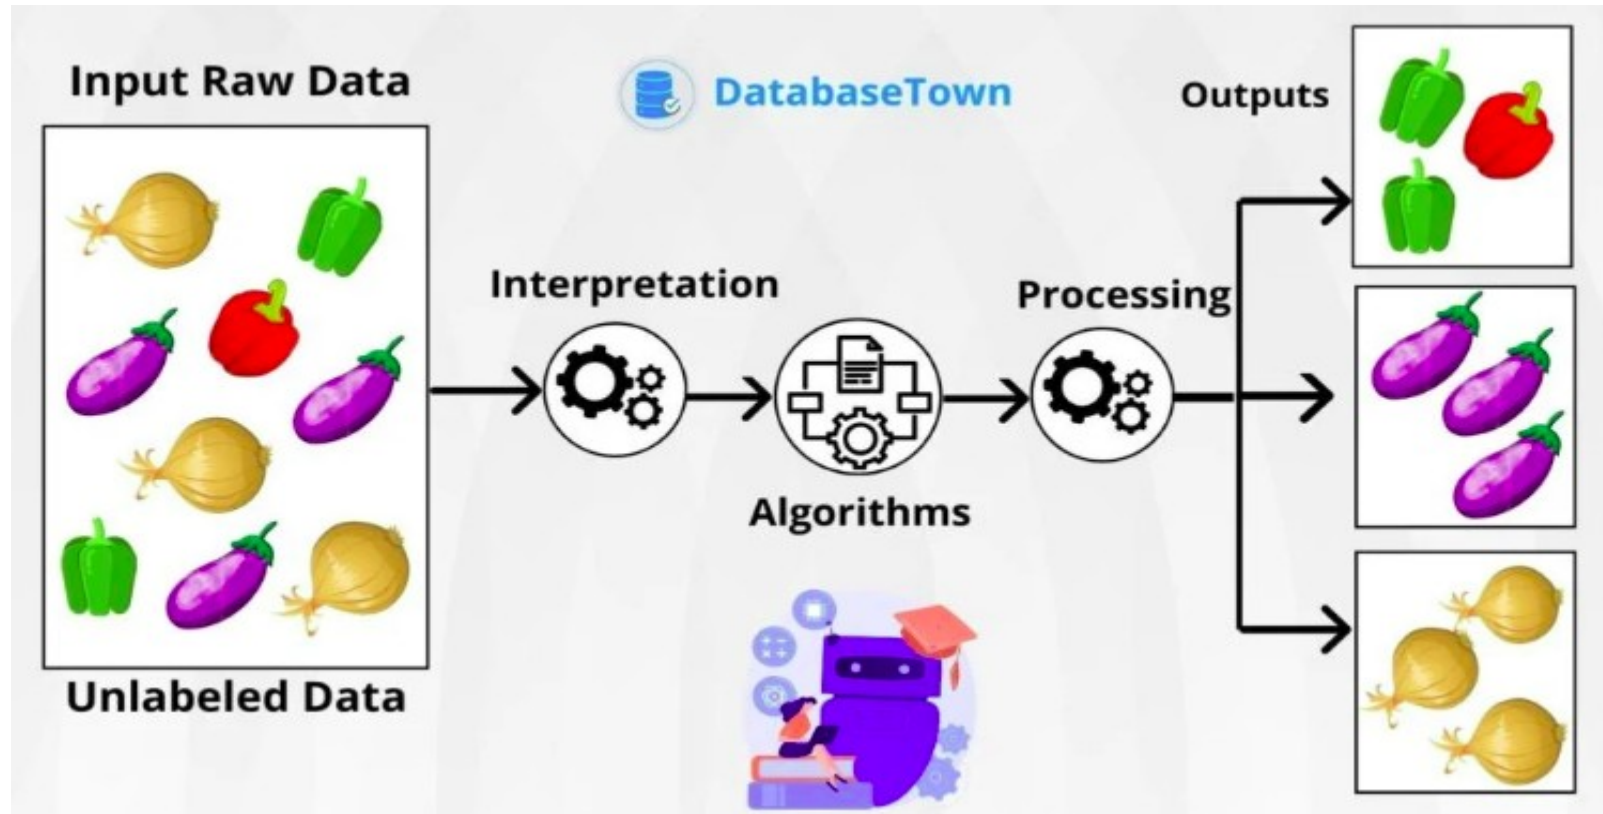 Input Raw Data
DatabaseTown
Outputs
Interpretation
Processing
Algorithms
Unlabeled Data